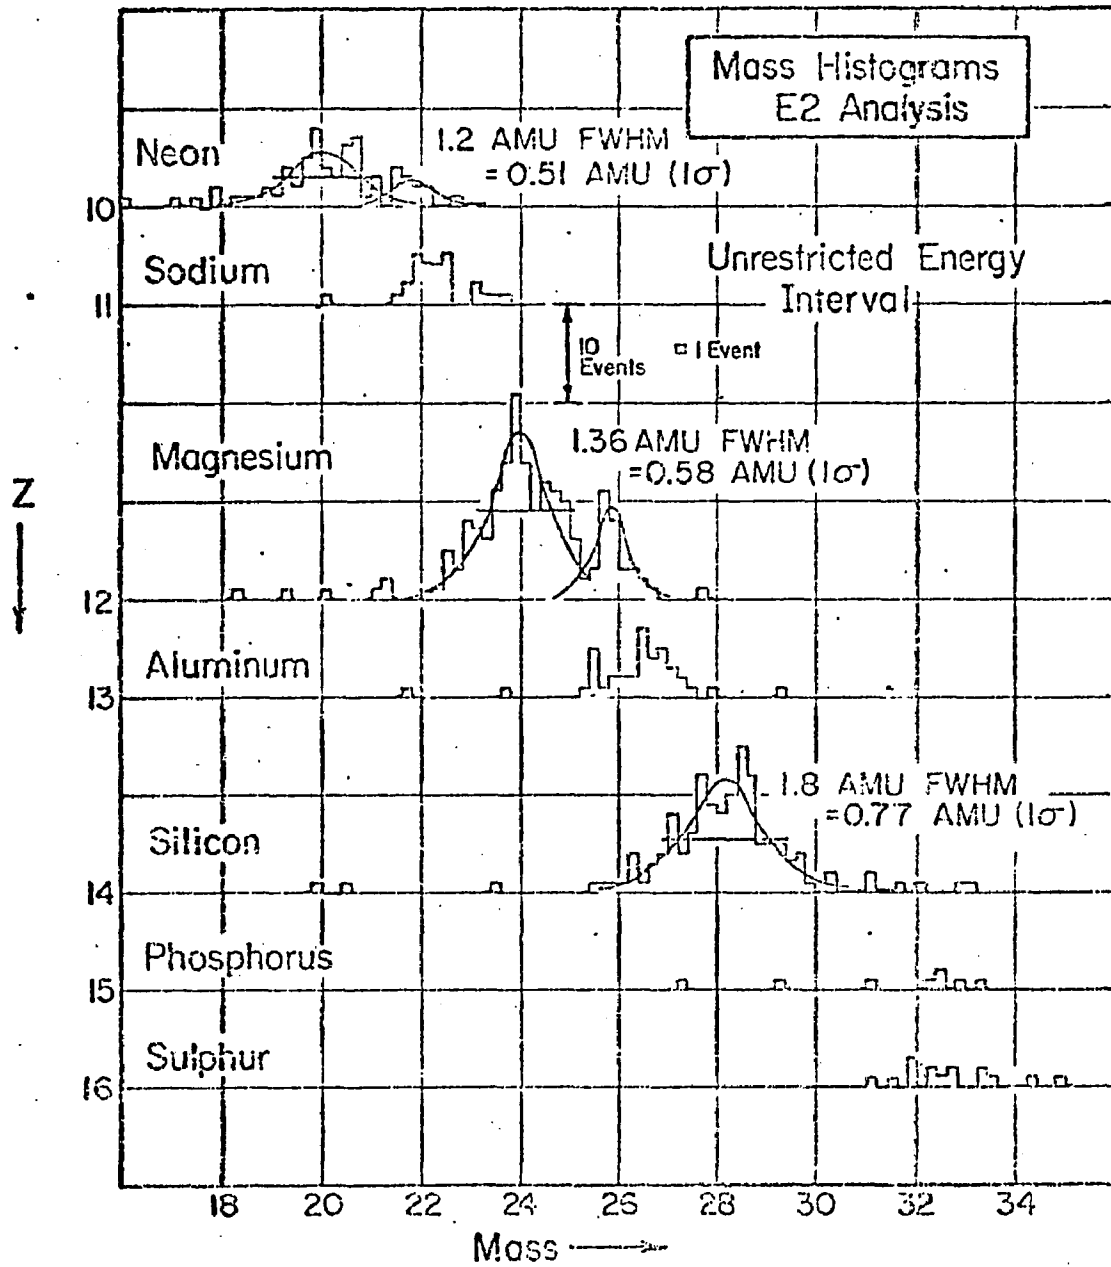 Mass Histograms
E2 Analysis
Neon
1.2 AMU FWHM
= 0.51 AMU (1σ)
10
Sodium
Unrestricted Energy
Interval
11
10
Events
1 Event
Magnesium
1.36 AMU FWHM
=0.58 AMU (1σ)
Z
12
Aluminum
13
1.8 AMU FWHM
=0.77 AMU (1σ)
Silicon
14
Phosphorus
15
Sulphur
16
18 20 22 24 26 28 30 32 34
Mass